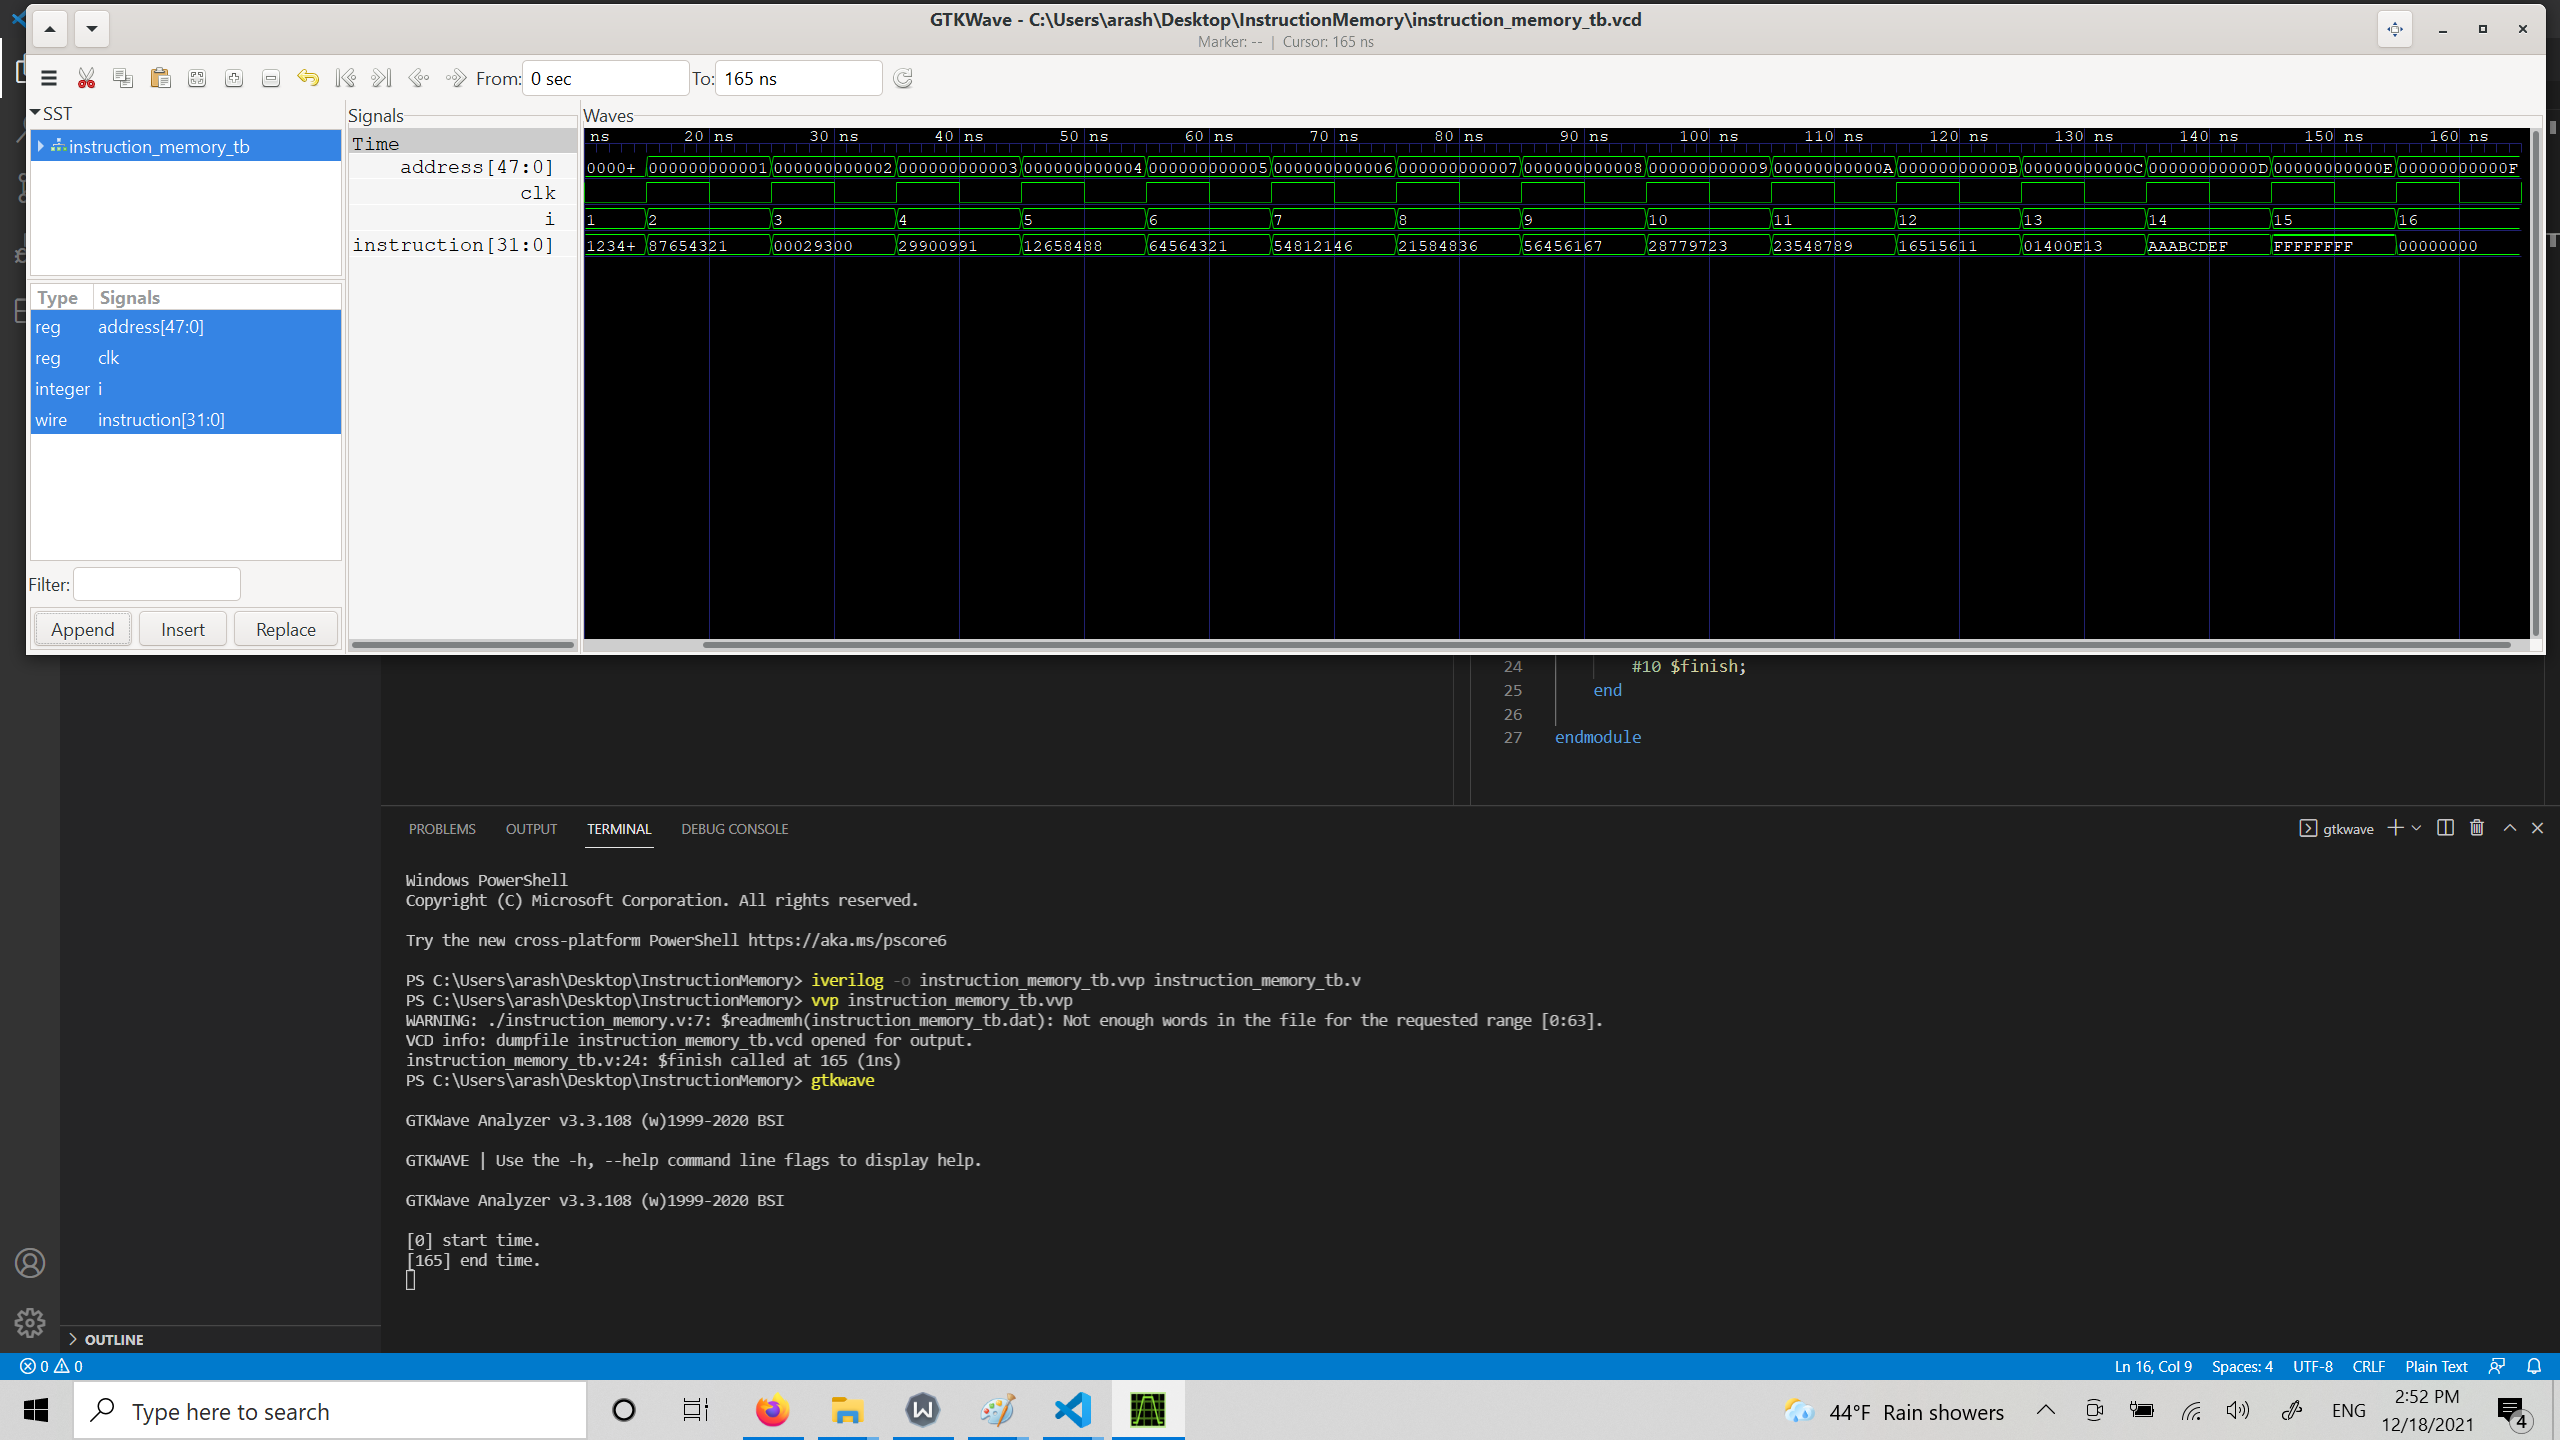 GTKWave - C:\Users\arash\Desktop\InstructionMemory\instruction_memory_tb.vcd
Marker: -- | Cursor: 165 ns
From: 0 sec To: 165 ns
SST
instruction_memory_tb
Type Signals
reg address[47:0]
reg clk
integer i
wire instruction[31:0]
Filter:
Append Insert Replace
Signals
Time
address[47:0]
clk
i
instruction[31:0]
Waves
ns 20 ns 30 ns 40 ns 50 ns 60 ns 70 ns 80 ns 90 ns 100 ns 110 ns 120 ns 130 ns 140 ns 150 ns 160 ns
0000+ 000000000001 000000000002 000000000003 000000000004 000000000005 000000000006 000000000007 000000000008 000000000009 00000000000A 00000000000B 00000000000C 00000000000D 00000000000E 00000000000F
1 2 3 4 5 6 7 8 9 10 11 12 13 14 15 16
1234+ 87654321 00029300 29900991 12658488 64564321 54812146 21584836 56456167 28779723 23548789 16515611 01400E13 AAABCDEF FFFFFFFF 00000000
24 #10 $finish;
25 end
26
27 endmodule
PROBLEMS OUTPUT TERMINAL DEBUG CONSOLE
gtkwave
Windows PowerShell
Copyright (C) Microsoft Corporation. All rights reserved.
Try the new cross-platform PowerShell https://aka.ms/pscore6
PS C:\Users\arash\Desktop\InstructionMemory> iverilog -o instruction_memory_tb.vvp instruction_memory_tb.v
PS C:\Users\arash\Desktop\InstructionMemory> vvp instruction_memory_tb.vvp
WARNING: ./instruction_memory.v:7: $readmemh(instruction_memory_tb.dat): Not enough words in the file for the requested range [0:63].
VCD info: dumpfile instruction_memory_tb.vcd opened for output.
instruction_memory_tb.v:24: $finish called at 165 (1ns)
PS C:\Users\arash\Desktop\InstructionMemory> gtkwave
GTKWave Analyzer v3.3.108 (w)1999-2020 BSI
GTKWAVE | Use the -h, --help command line flags to display help.
GTKWave Analyzer v3.3.108 (w)1999-2020 BSI
[0] start time.
[165] end time.
OUTLINE
0 0
Ln 16, Col 9 Spaces: 4 UTF-8 CRLF Plain Text
Type here to search
44°F Rain showers
ENG
2:52 PM
12/18/2021
4